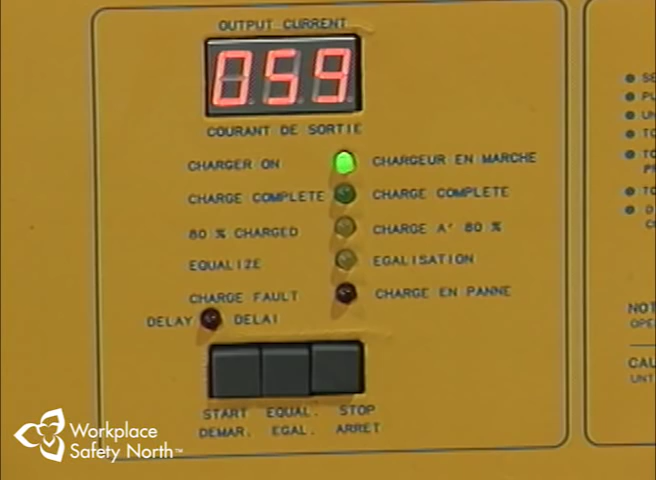 OUTPUT CURRENT
059
COURANT DE SORTIE
CHARGER ON CHARGEUR EN MARCHE
CHARGE COMPLETE CHARGE COMPLETE
80 % CHARGED CHARGE A' 80 %
EQUALIZE EGALISATION
CHARGE FAULT CHARGE EN PANNE
DELAY DELAI
START EQUAL. STOP
DEMAR. EGAL. ARRET
Workplace
Safety North™